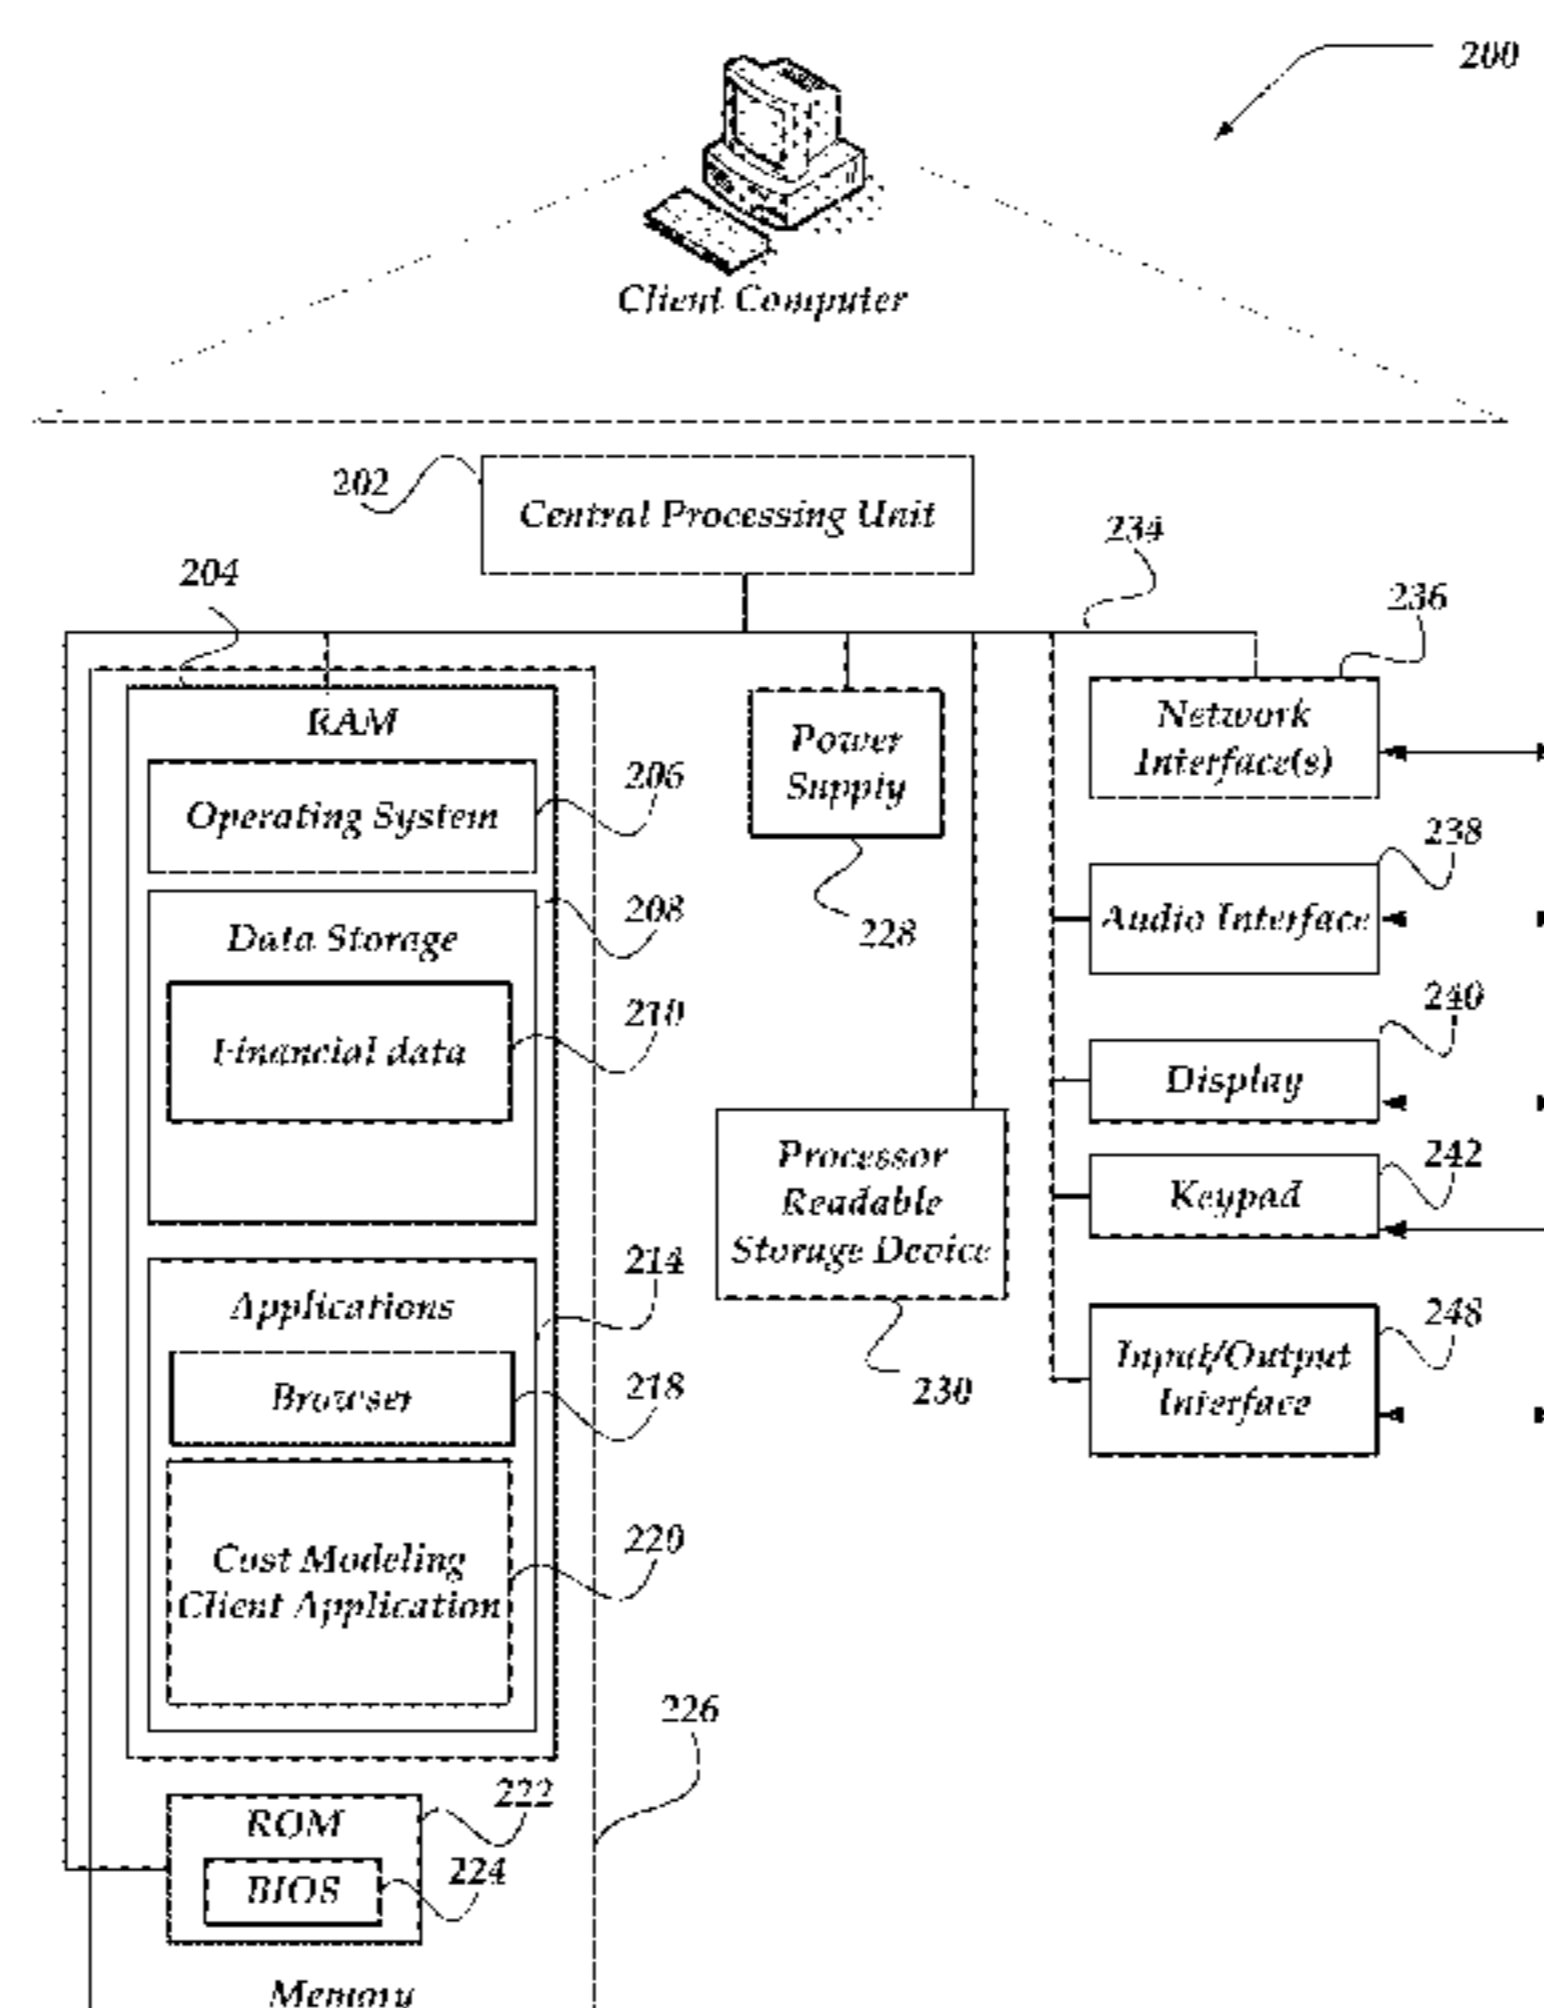 200
Client Computer
202
Central Processing Unit
234
204
236
RAM
Network
Interface(s)
Power
Supply
206
Operating System
238
Audio Interface
208
Data Storage
228
240
Display
210
Financial data
242
Keypad
Processor
Readable
Storage Device
214
Applications
248
Input/Output
Interface
218
Browser
230
220
Cost Modeling
Client Application
226
222
ROM
224
BIOS
Memory